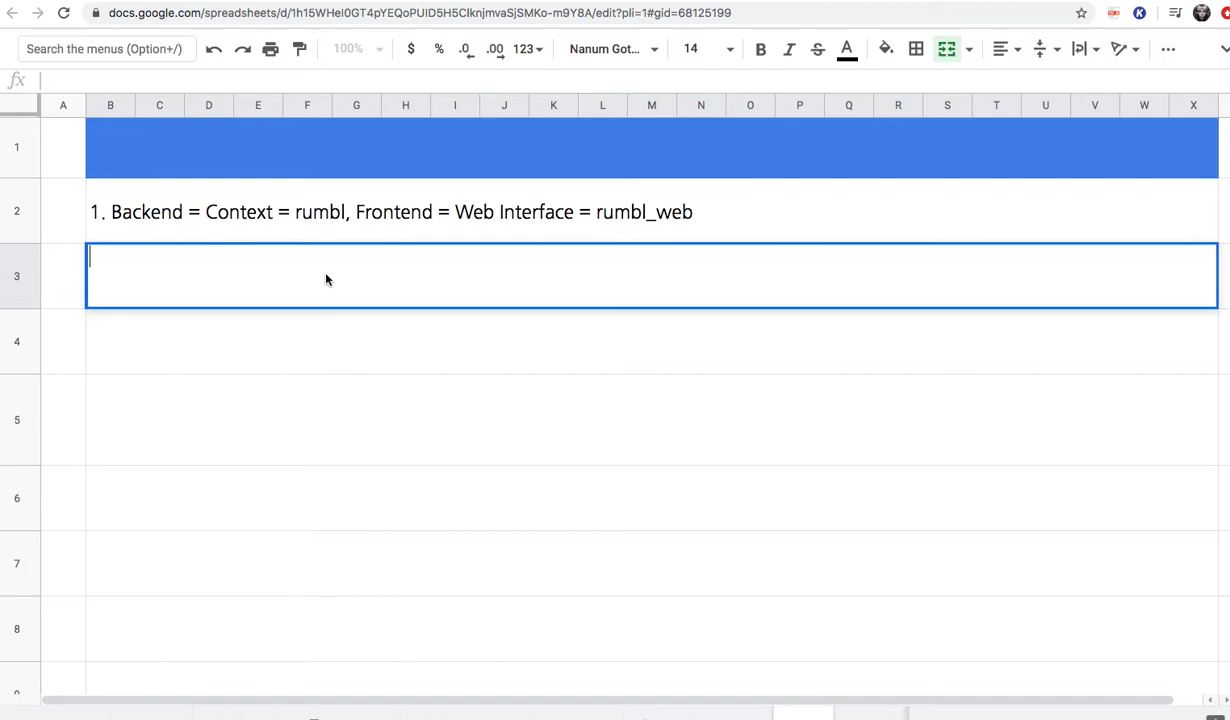 docs.google.com/spreadsheets/d/1h15WHeI0GT4pYEQoPUID5H5CIknjmvaSjSMKo-m9Y8A/edit?pli=1#gid=68125199
Search the menus (Option+/) 100% $ % .0 .00 123 Nanum Got... 14 B I S A
fx
A B C D E F G H I J K L M N O P Q R S T U V W X
1
2 1. Backend = Context = rumbl, Frontend = Web Interface = rumbl_web
3
4
5
6
7
8
9